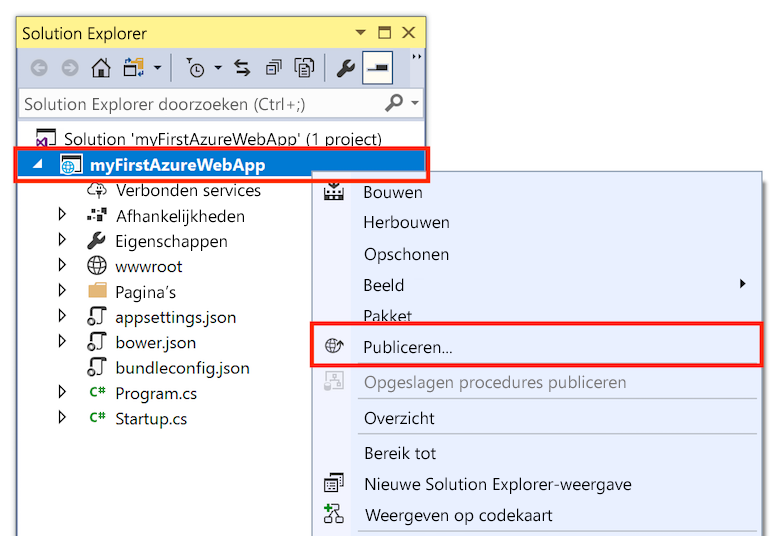 Solution Explorer
Solution Explorer doorzoeken (Ctrl+;)
Solution 'myFirstAzureWebApp' (1 project)
myFirstAzureWebApp
Verbonden services
Afhankelijkheden
Eigenschappen
wwwroot
Pagina's
appsettings.json
bower.json
bundleconfig.json
C# Program.cs
C# Startup.cs
Bouwen
Herbouwen
Opschonen
Beeld
Pakket
Publiceren...
Opgeslagen procedures publiceren
Overzicht
Bereik tot
Nieuwe Solution Explorer-weergave
Weergeven op codekaart